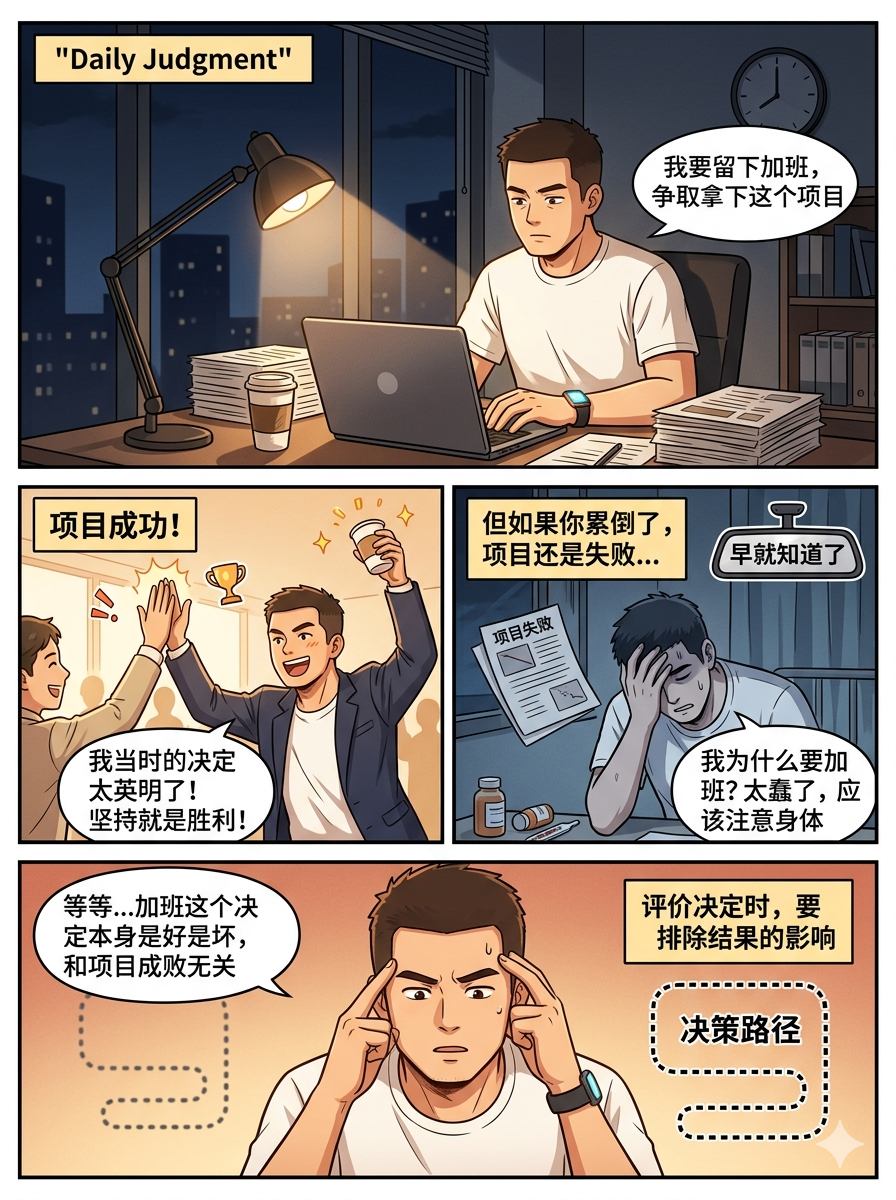 "Daily Judgment"
我要留下加班，
争取拿下这个项目
项目成功！
我当时的决定
太英明了！
坚持就是胜利！
但如果你累倒了，
项目还是失败...
早就知道了
项目失败
我为什么要加
班？太蠢了，应
该注意身体
等等...加班这个决
定本身是好是坏，
和项目成败无关
评价决定时，要
排除结果的影响
决策路径